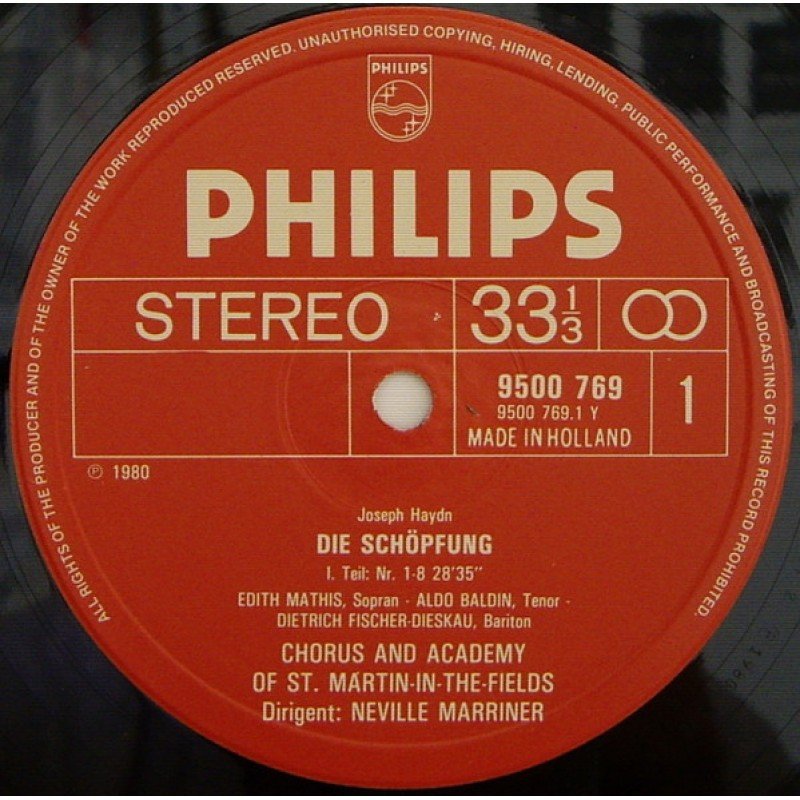 ALL RIGHTS OF THE PRODUCER AND OF THE OWNER OF THE WORK REPRODUCED RESERVED. UNAUTHORISED COPYING, HIRING, LENDING, PUBLIC PERFORMANCE AND BROADCASTING OF THIS RECORD PROHIBITED.
PHILIPS
PHILIPS
STEREO 33 1/3
9500 769 1
9500 769.1 Y
MADE IN HOLLAND
℗ 1980
Joseph Haydn
DIE SCHÖPFUNG
I. Teil: Nr. 1-8 28'35"
EDITH MATHIS, Sopran - ALDO BALDIN, Tenor -
DIETRICH FISCHER-DIESKAU, Bariton
CHORUS AND ACADEMY
OF ST. MARTIN-IN-THE-FIELDS
Dirigent: NEVILLE MARRINER